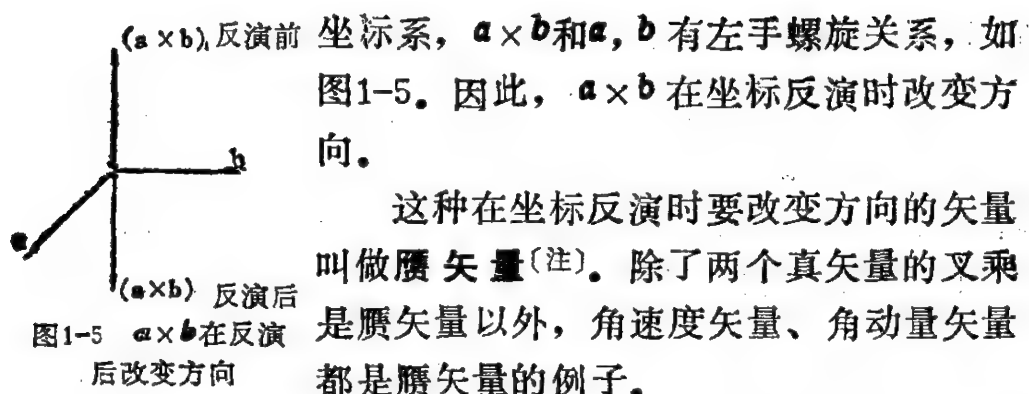 (a×b) 反演前
b
a
(a×b) 反演后
图1-5 a×b在反演
后改变方向
坐标系，a×b和a，b有左手螺旋关系，如
图1-5。因此，a×b在坐标反演时改变方
向。
这种在坐标反演时要改变方向的矢量
叫做赝矢量〔注〕。除了两个真矢量的叉乘
是赝矢量以外，角速度矢量、角动量矢量
都是赝矢量的例子。